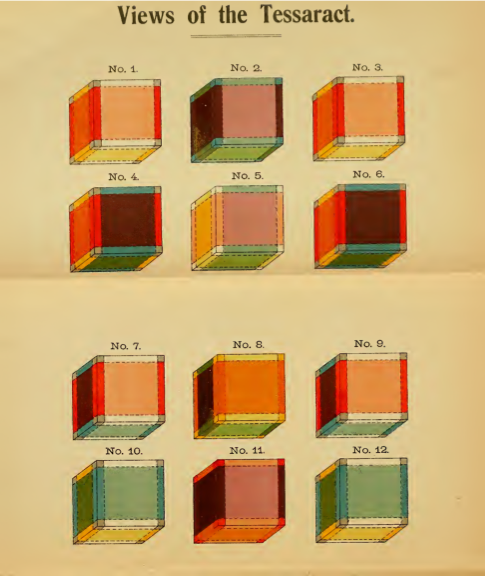 Views of the Tessaract.
No. 1.
No. 2.
No. 3.
No. 4.
No. 5.
No. 6.
No. 7.
No. 8.
No. 9.
No. 10.
No. 11.
No. 12.